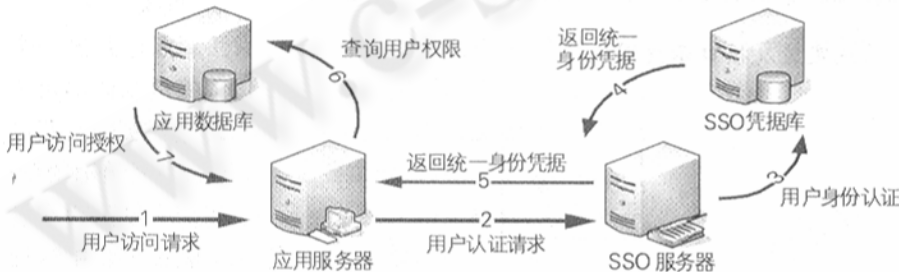 查询用户权限
6
返回统一
身份凭据
4
应用数据库
SSO凭据库
用户访问授权
7
返回统一身份凭据
5
3
用户身份认证
1
用户访问请求
2
用户认证请求
应用服务器
SSO 服务器